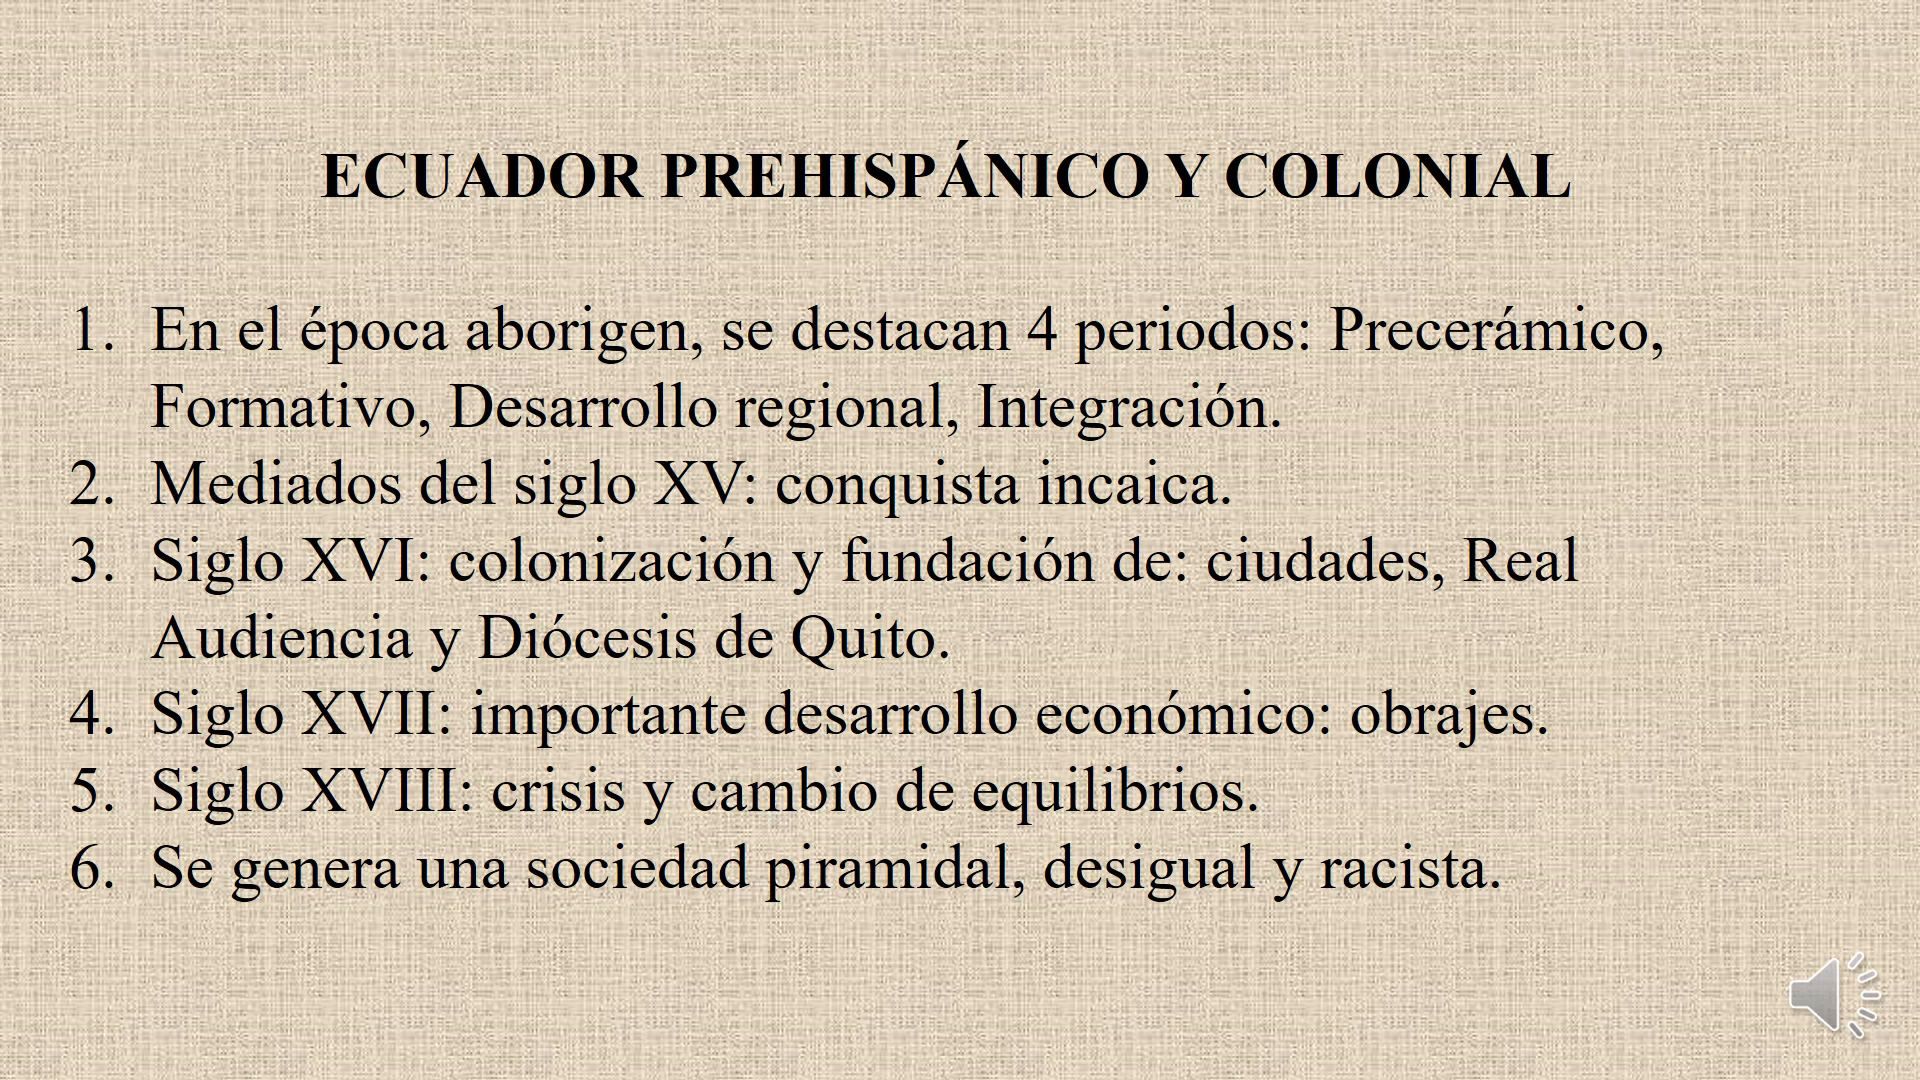 ECUADOR PREHISPÁNICO Y COLONIAL
1. En el época aborigen, se destacan 4 periodos: Precerámico,
Formativo, Desarrollo regional, Integración.
2. Mediados del siglo XV: conquista incaica.
3. Siglo XVI: colonización y fundación de: ciudades, Real
Audiencia y Diócesis de Quito.
4. Siglo XVII: importante desarrollo económico: obrajes.
5. Siglo XVIII: crisis y cambio de equilibrios.
6. Se genera una sociedad piramidal, desigual y racista.